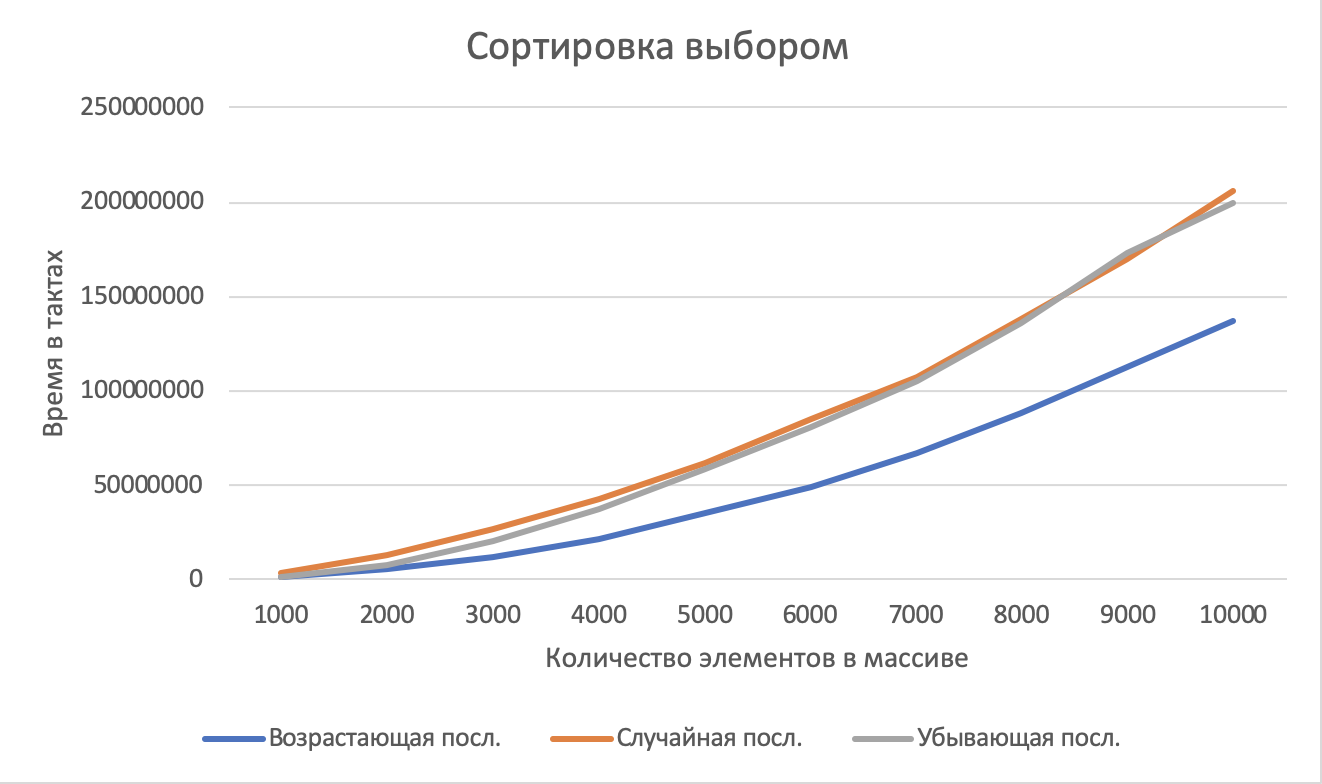 Сортировка выбором
250000000
200000000
150000000
100000000
50000000
0
Время в тактах
1000 2000 3000 4000 5000 6000 7000 8000 9000 10000
Количество элементов в массиве
Возрастающая посл. Случайная посл. Убывающая посл.